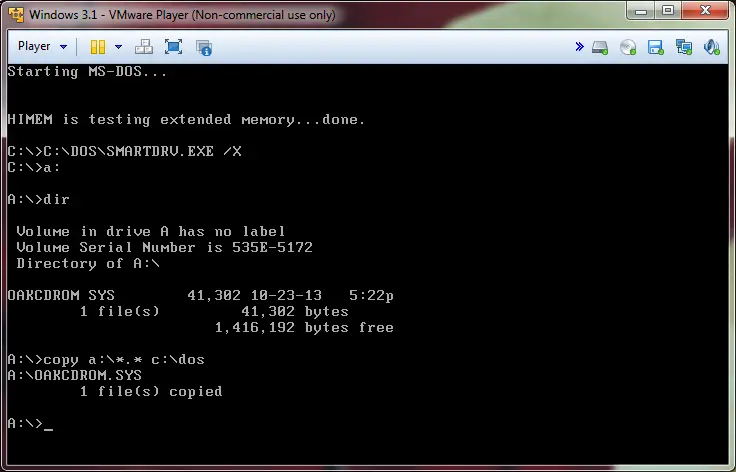 Windows 3.1 - VMware Player (Non-commercial use only)
Player
Starting MS-DOS...
HIMEM is testing extended memory...done.
C:\>C:\DOS\SMARTDRV.EXE /X
C:\>a:
A:\>dir
Volume in drive A has no label
Volume Serial Number is 535E-5172
Directory of A:\
OAKCDROM SYS 41,302 10-23-13 5:22p
1 file(s) 41,302 bytes
1,416,192 bytes free
A:\>copy a:\*.* c:\dos
A:\OAKCDROM.SYS
1 file(s) copied
A:\>_